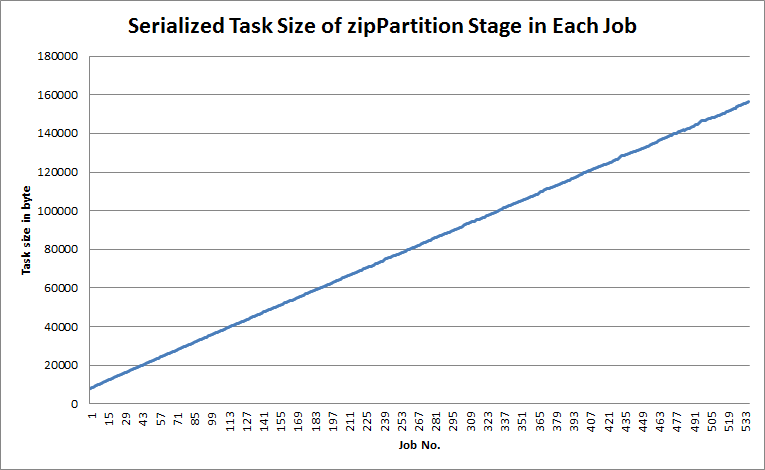 Serialized Task Size of zipPartition Stage in Each Job
180000
160000
140000
120000
100000
80000
60000
40000
20000
0
Task size in byte
1 15 29 43 57 71 85 99 113 127 141 155 169 183 197 211 225 239 253 267 281 295 309 323 337 351 365 379 393 407 421 435 449 463 477 491 505 519 533
Job No.